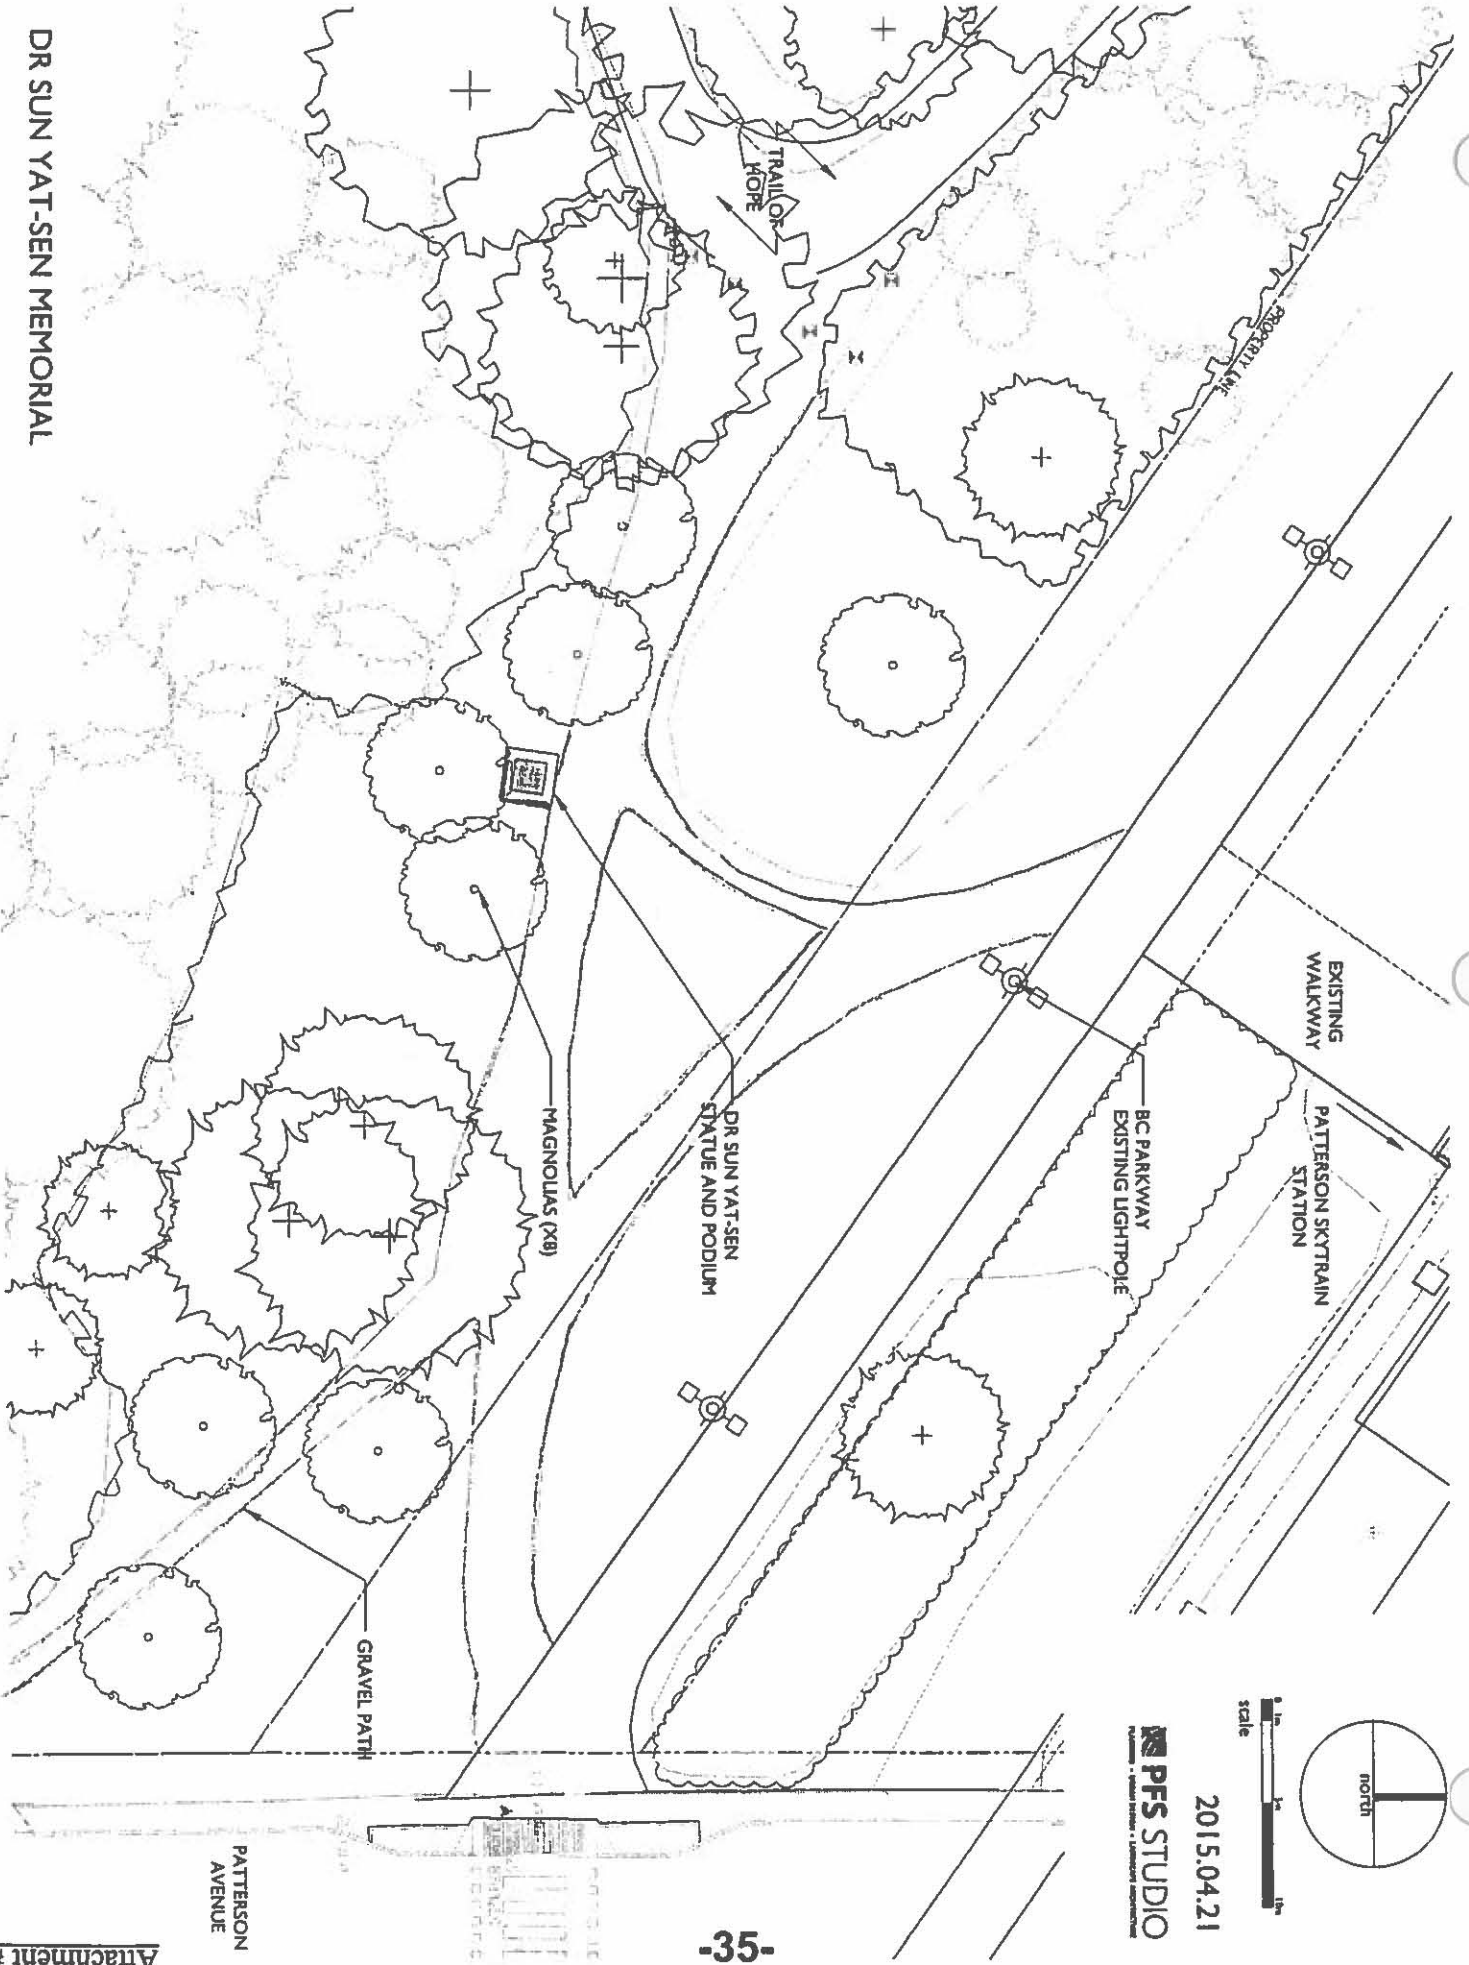 DR SUN YAT-SEN MEMORIAL
TRAIL OF
HOPE
PROPERTY LINE
EXISTING
WALKWAY
PATTERSON SKYTRAIN
STATION
BC PARKWAY
EXISTING LIGHTPOLE
DR SUN YAT-SEN
STATUE AND PODIUM
MAGNOLIAS (X8)
GRAVEL PATH
PATTERSON
AVENUE
north
scale
2015.04.21
PFS STUDIO
-35-
Attachment